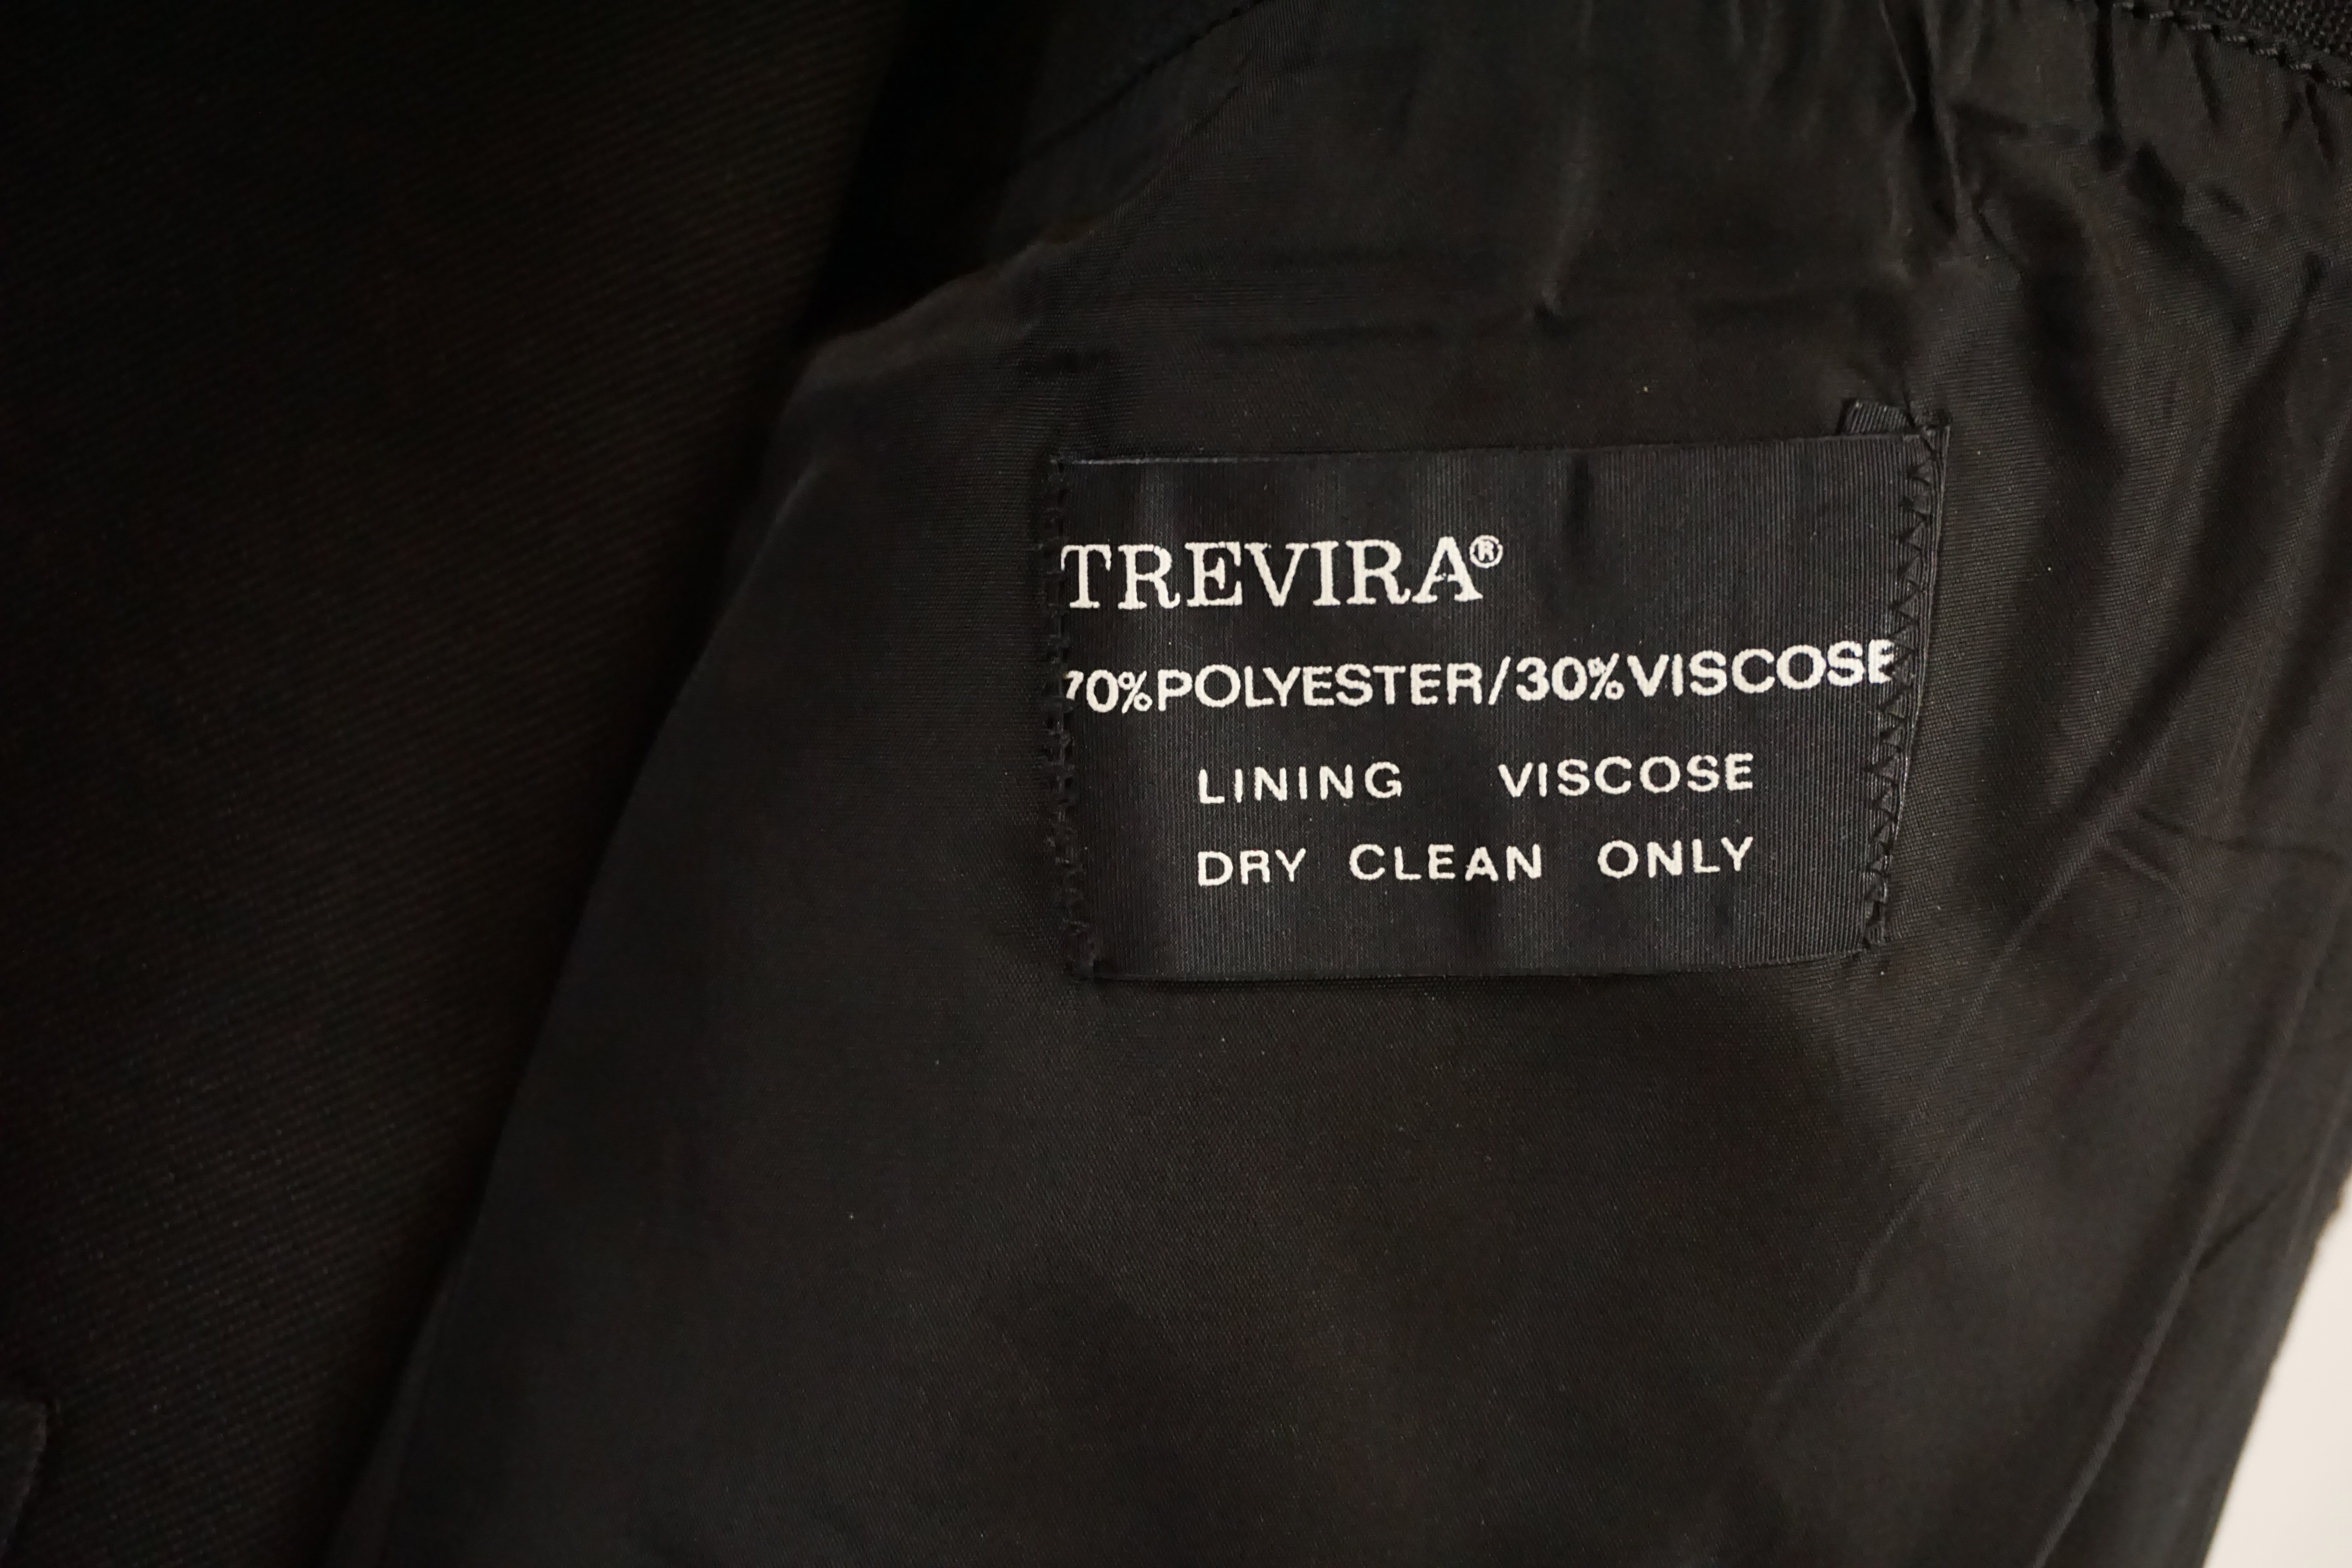 TREVIRA®
70%POLYESTER/30%VISCOSE
LINING VISCOSE
DRY CLEAN ONLY